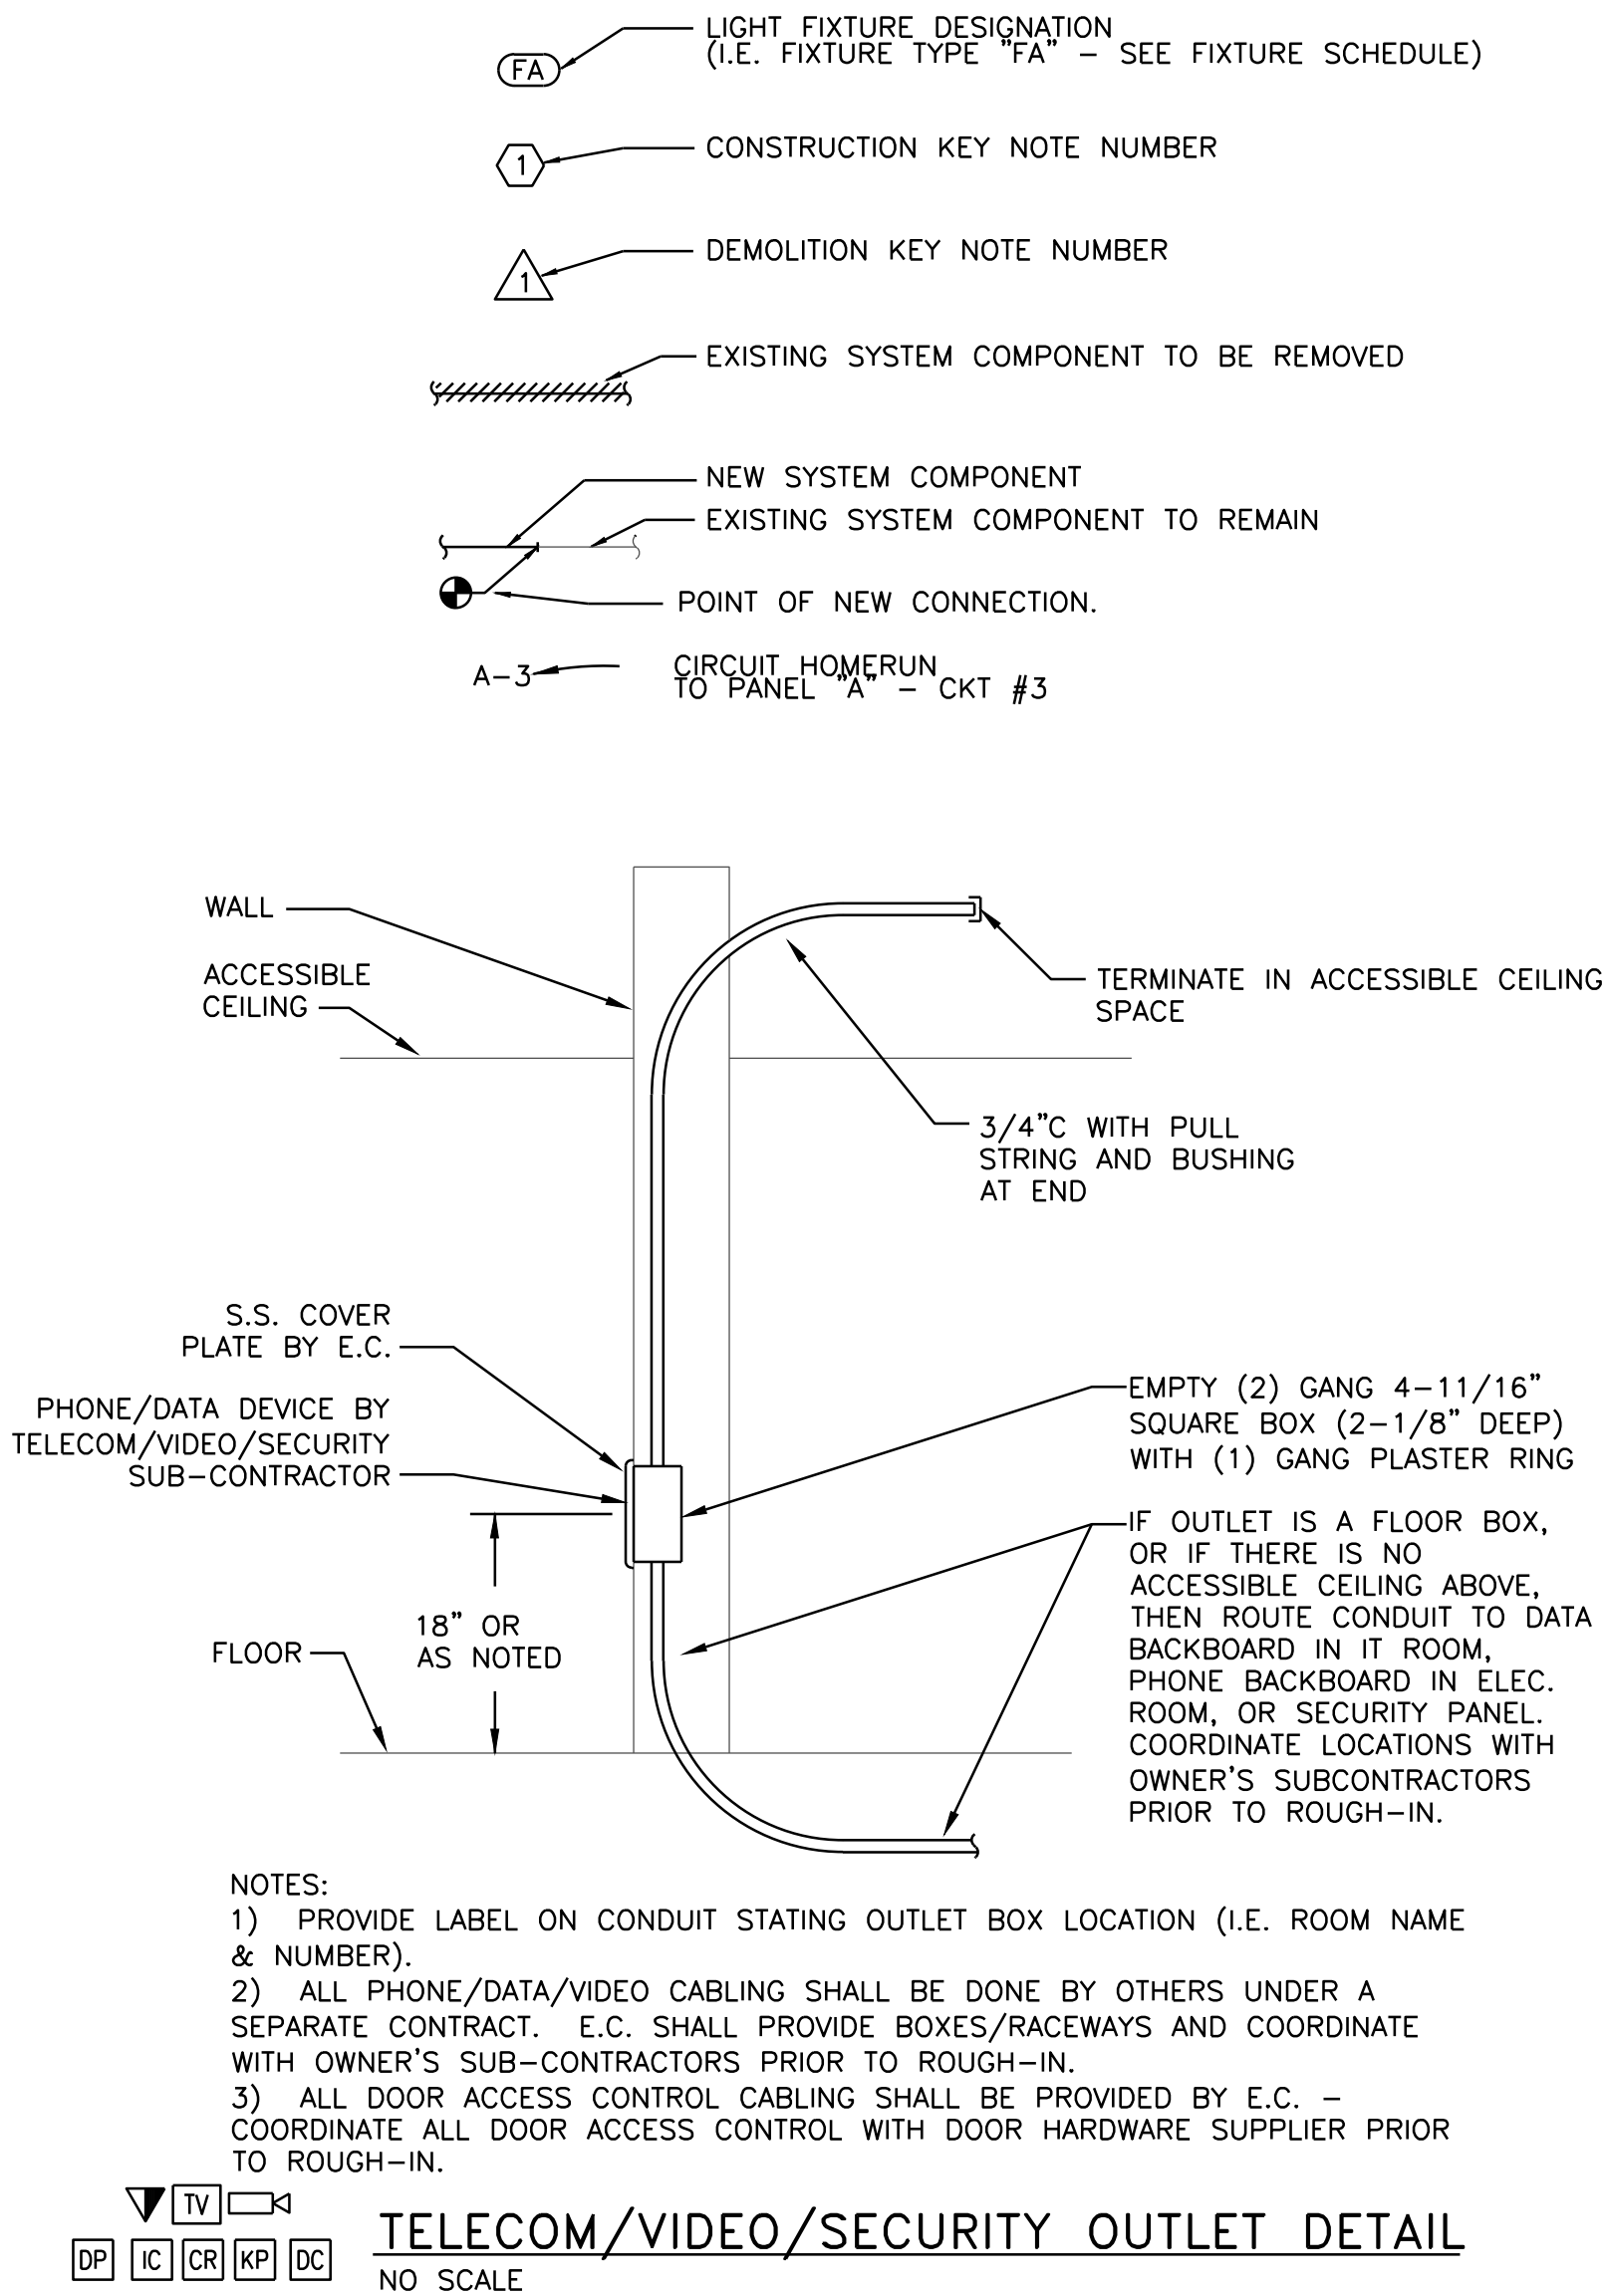 LIGHT FIXTURE DESIGNATION
(I.E. FIXTURE TYPE "FA" – SEE FIXTURE SCHEDULE)
FA
CONSTRUCTION KEY NOTE NUMBER
1
DEMOLITION KEY NOTE NUMBER
1
EXISTING SYSTEM COMPONENT TO BE REMOVED
NEW SYSTEM COMPONENT
EXISTING SYSTEM COMPONENT TO REMAIN
POINT OF NEW CONNECTION.
A–3
CIRCUIT HOMERUN
TO PANEL "A" – CKT #3
WALL
ACCESSIBLE
CEILING
TERMINATE IN ACCESSIBLE CEILING
SPACE
3/4"C WITH PULL
STRING AND BUSHING
AT END
S.S. COVER
PLATE BY E.C.
PHONE/DATA DEVICE BY
TELECOM/VIDEO/SECURITY
SUB–CONTRACTOR
EMPTY (2) GANG 4–11/16"
SQUARE BOX (2–1/8" DEEP)
WITH (1) GANG PLASTER RING
IF OUTLET IS A FLOOR BOX,
OR IF THERE IS NO
ACCESSIBLE CEILING ABOVE,
THEN ROUTE CONDUIT TO DATA
BACKBOARD IN IT ROOM,
PHONE BACKBOARD IN ELEC.
ROOM, OR SECURITY PANEL.
COORDINATE LOCATIONS WITH
OWNER'S SUBCONTRACTORS
PRIOR TO ROUGH–IN.
18" OR
AS NOTED
FLOOR
NOTES:
1) PROVIDE LABEL ON CONDUIT STATING OUTLET BOX LOCATION (I.E. ROOM NAME
& NUMBER).
2) ALL PHONE/DATA/VIDEO CABLING SHALL BE DONE BY OTHERS UNDER A
SEPARATE CONTRACT. E.C. SHALL PROVIDE BOXES/RACEWAYS AND COORDINATE
WITH OWNER'S SUB–CONTRACTORS PRIOR TO ROUGH–IN.
3) ALL DOOR ACCESS CONTROL CABLING SHALL BE PROVIDED BY E.C. –
COORDINATE ALL DOOR ACCESS CONTROL WITH DOOR HARDWARE SUPPLIER PRIOR
TO ROUGH–IN.
TV
DP IC CR KP DC
TELECOM/VIDEO/SECURITY OUTLET DETAIL
NO SCALE